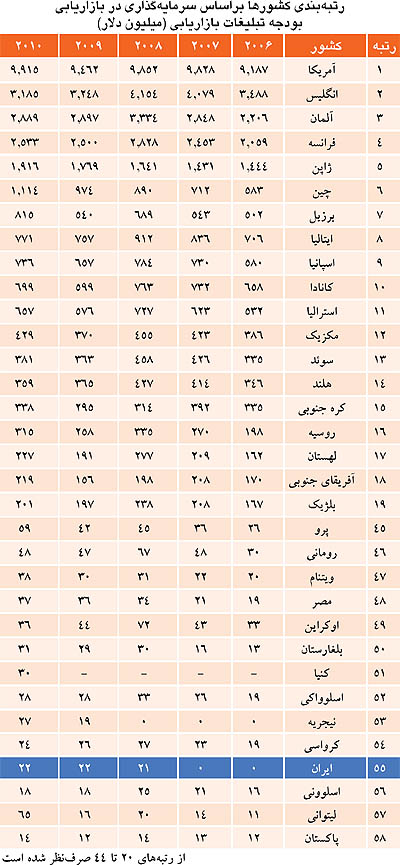 رتبه‌بندی کشورها براساس سرمایه‌گذاری در بازاریابی
بودجه تبلیغات بازاریابی (میلیون دلار)
رتبه کشور ۲۰۰۶ ۲۰۰۷ ۲۰۰۸ ۲۰۰۹ ۲۰۱۰
۱ آمریکا ۹,۱۸۷ ۹,۸۲۸ ۹,۸۵۲ ۹,۴۶۲ ۹,۹۱۵
۲ انگلیس ۳,۴۸۸ ۴,۰۷۹ ۴,۱۵۴ ۳,۲۴۸ ۳,۱۸۵
۳ آلمان ۲,۲۰۶ ۲,۸۴۸ ۳,۳۳۴ ۲,۸۹۷ ۲,۸۸۹
۴ فرانسه ۲,۰۵۹ ۲,۴۵۳ ۲,۸۲۸ ۲,۵۰۰ ۲,۵۳۳
۵ ژاپن ۱,۴۴۴ ۱,۴۳۱ ۱,۶۴۱ ۱,۷۶۹ ۱,۹۱۶
۶ چین ۵۸۳ ۷۱۲ ۸۹۰ ۹۷۴ ۱,۱۱۴
۷ برزیل ۵۰۲ ۵۴۳ ۶۸۹ ۵۴۰ ۸۱۵
۸ ایتالیا ۷۰۶ ۸۳۶ ۹۱۲ ۷۵۷ ۷۷۱
۹ اسپانیا ۵۸۰ ۷۳۰ ۷۸۴ ۶۵۷ ۷۳۶
۱۰ کانادا ۶۵۸ ۷۳۲ ۷۶۳ ۵۹۹ ۶۹۹
۱۱ استرالیا ۵۳۲ ۶۲۳ ۷۲۷ ۵۷۶ ۶۵۷
۱۲ مکزیک ۳۸۶ ۴۲۳ ۴۵۵ ۳۷۰ ۴۲۹
۱۳ سوئد ۳۳۵ ۴۲۶ ۴۵۸ ۳۶۳ ۳۸۱
۱۴ هلند ۳۴۶ ۴۱۴ ۴۲۷ ۳۶۵ ۳۵۹
۱۵ کره جنوبی ۳۳۵ ۳۹۲ ۳۱۴ ۲۹۵ ۳۳۸
۱۶ روسیه ۱۹۸ ۲۷۰ ۳۳۵ ۲۵۸ ۳۱۵
۱۷ لهستان ۱۶۲ ۲۰۹ ۲۷۷ ۱۹۱ ۲۲۷
۱۸ آفریقای جنوبی ۱۷۰ ۲۰۸ ۱۹۸ ۱۵۶ ۲۱۹
۱۹ بلژیک ۱۶۷ ۲۰۸ ۲۳۸ ۱۹۷ ۲۰۱
۴۵ پرو ۲۶ ۳۶ ۴۵ ۴۲ ۵۹
۴۶ رومانی ۳۰ ۴۸ ۶۷ ۴۷ ۴۸
۴۷ ویتنام ۲۰ ۲۲ ۳۱ ۳۰ ۳۸
۴۸ مصر ۱۹ ۲۱ ۳۴ ۳۶ ۳۷
۴۹ اوکراین ۳۳ ۴۳ ۷۲ ۴۴ ۳۶
۵۰ بلغارستان ۱۳ ۱۶ ۳۰ ۲۹ ۳۱
۵۱ کنیا - - - - ۳۰
۵۲ اسلوواکی ۱۹ ۲۶ ۳۳ ۲۸ ۲۸
۵۳ نیجریه ۰ ۰ ۰ ۱۹ ۲۷
۵۴ کرواسی ۱۹ ۲۳ ۲۷ ۲۶ ۲۴
۵۵ ایران ۰ ۰ ۲۱ ۲۲ ۲۲
۵۶ اسلوونی ۱۶ ۲۱ ۲۵ ۱۸ ۱۸
۵۷ لیتوانی ۱۱ ۱۴ ۲۰ ۱۶ ۶۵
۵۸ پاکستان ۱۲ ۱۳ ۱۴ ۱۲ ۱۴
از رتبه‌های ۲۰ تا ۴۴ صرف‌نظر شده است